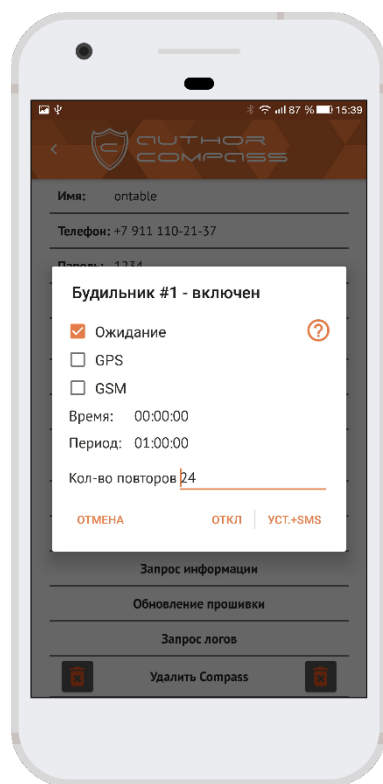 87 % 15:39
AUTHOR
COMPASS
Имя: ontable
Телефон: +7 911 110-21-37
Пароль: 1234
Будильник #1 - включен
Ожидание
?
GPS
GSM
Время: 00:00:00
Период: 01:00:00
Кол-во повторов 24
ОТМЕНА ОТКЛ УСТ.+SMS
Запрос информации
Обновление прошивки
Запрос логов
Удалить Compass